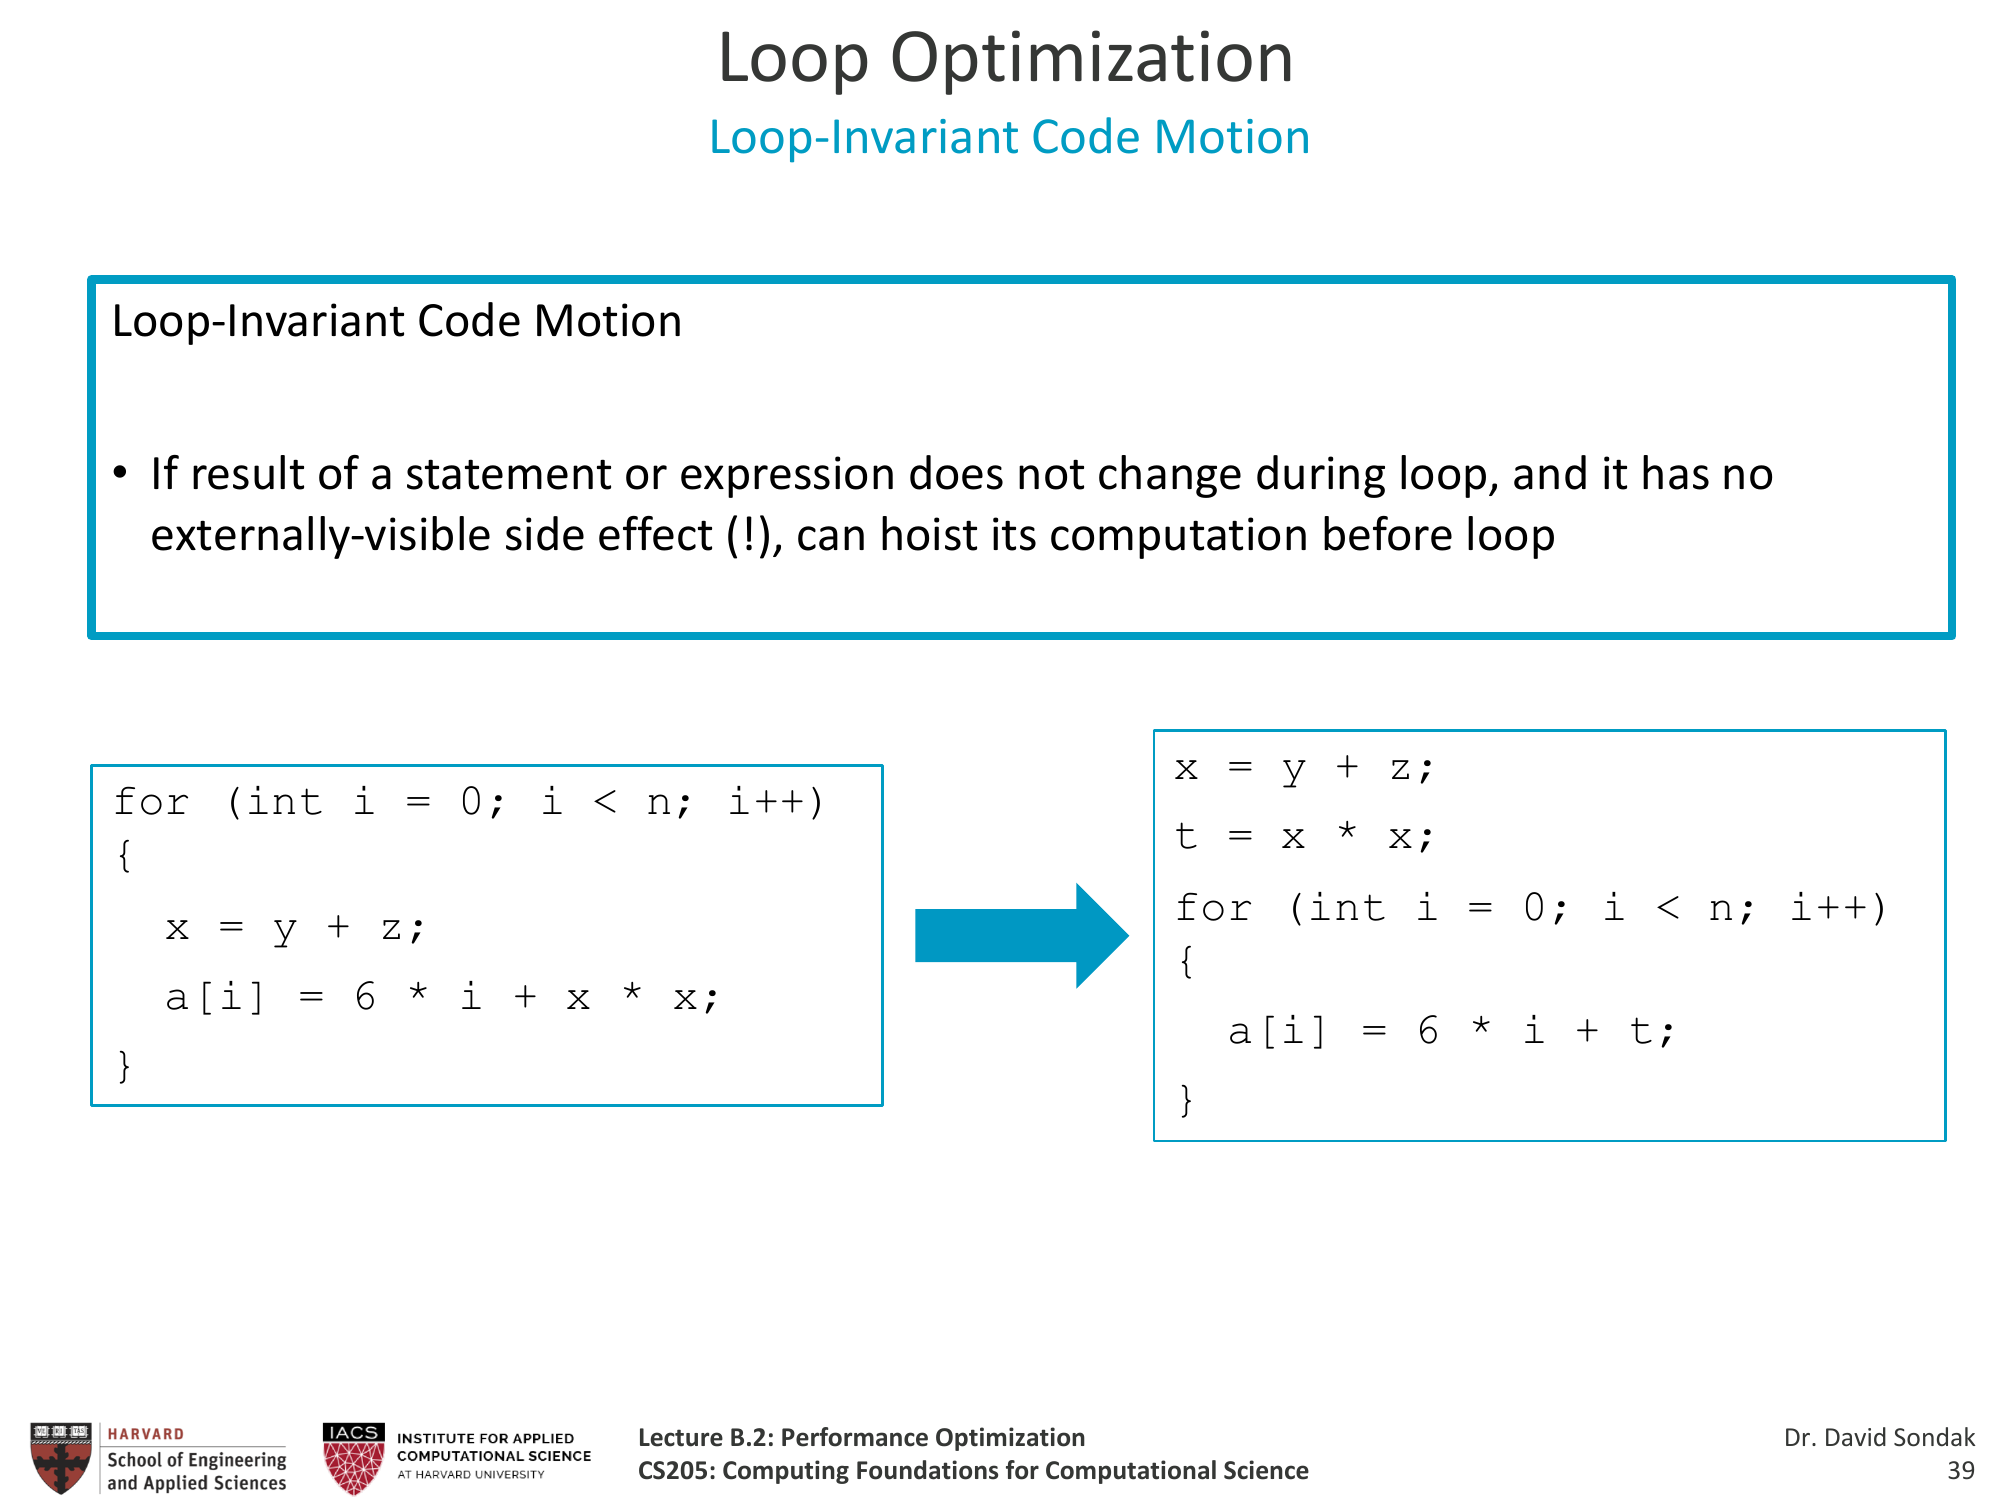 Loop Optimization
Loop-Invariant Code Motion
Loop-Invariant Code Motion
• If result of a statement or expression does not change during loop, and it has no
externally-visible side effect (!), can hoist its computation before loop
for (int i = 0; i < n; i++)
{
x = y + z;
a[i] = 6 * i + x * x;
}
x = y + z;
t = x * x;
for (int i = 0; i < n; i++)
{
a[i] = 6 * i + t;
}
HARVARD
School of Engineering
and Applied Sciences
IACS
INSTITUTE FOR APPLIED
COMPUTATIONAL SCIENCE
AT HARVARD UNIVERSITY
Lecture B.2: Performance Optimization
CS205: Computing Foundations for Computational Science
Dr. David Sondak
39